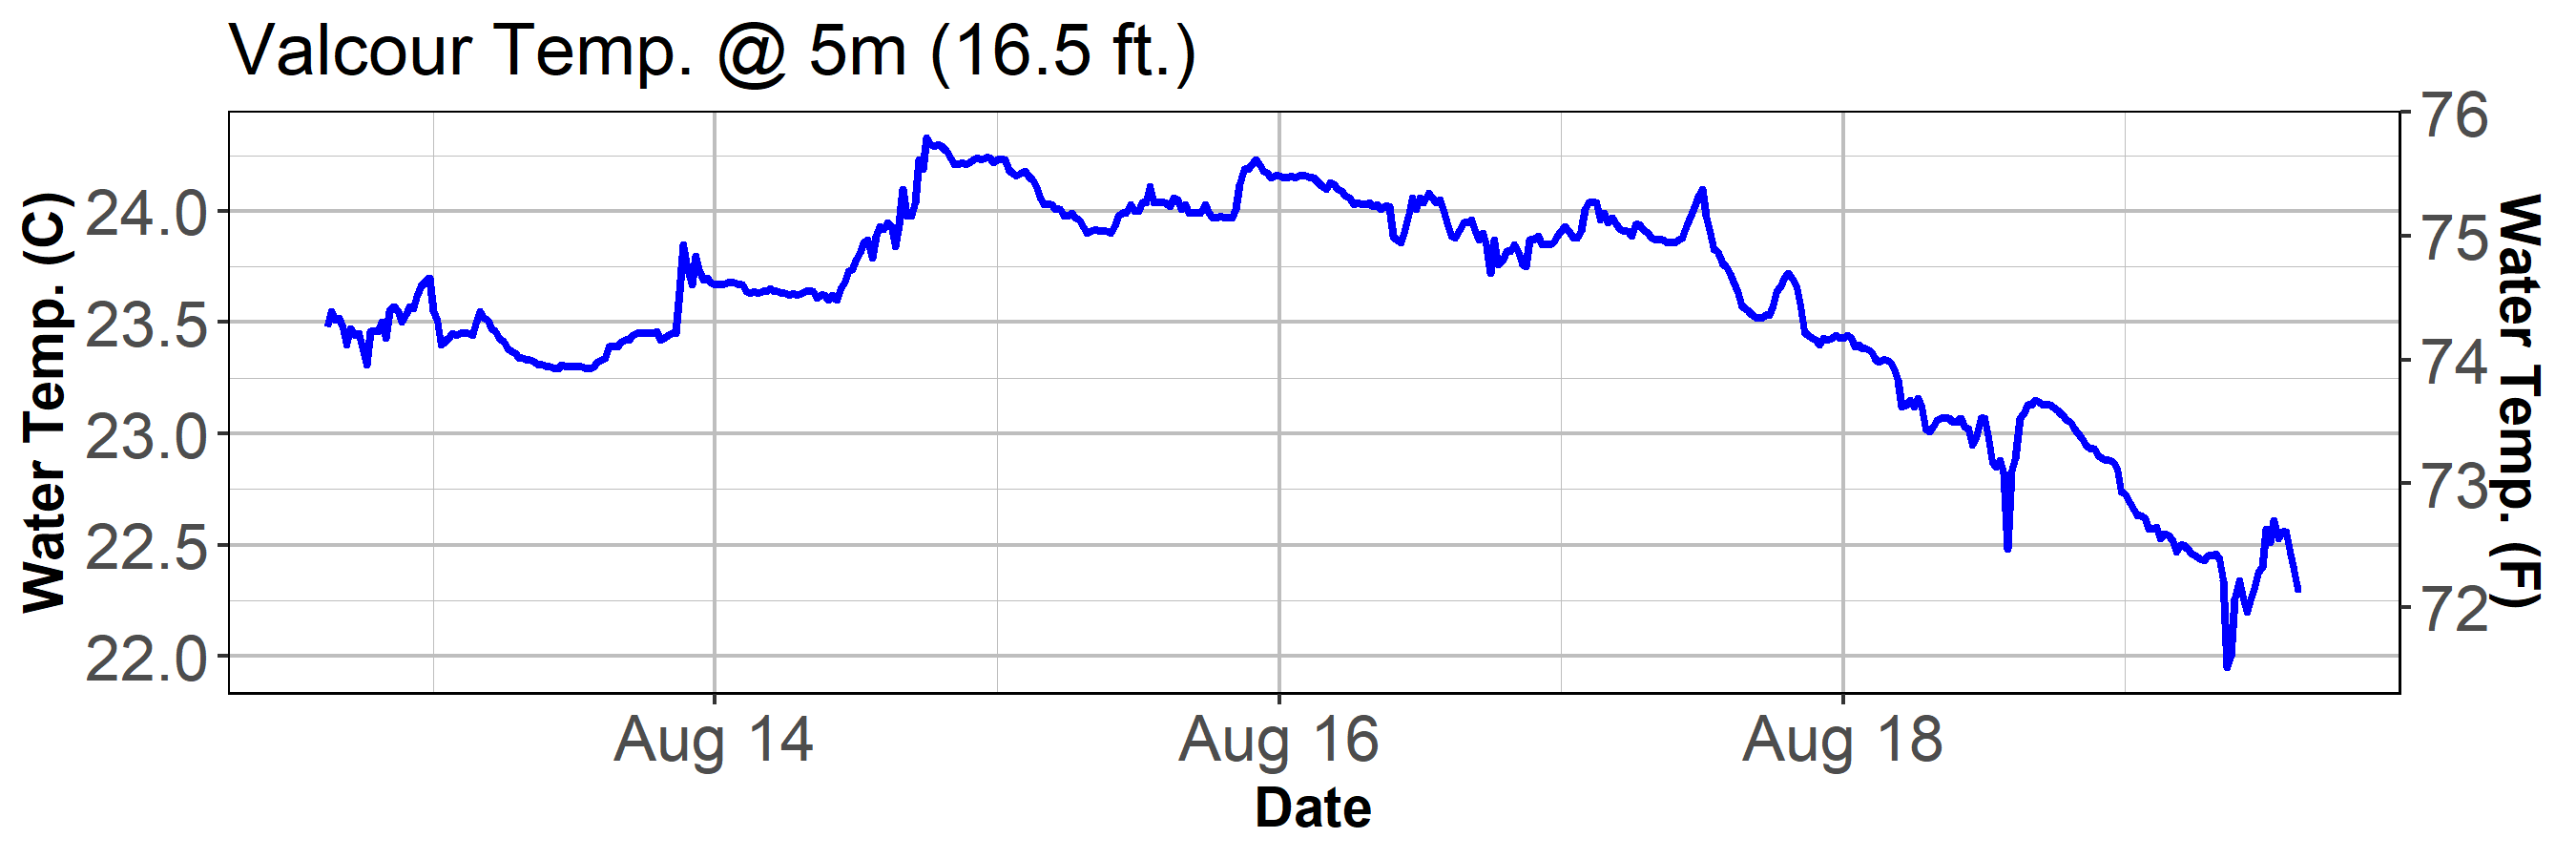 Valcour Temp. @ 5m (16.5 ft.)
Water Temp. (C)
24.0
23.5
23.0
22.5
22.0
76
75
74
73
72
Water Temp. (F)
Aug 14 Aug 16 Aug 18
Date